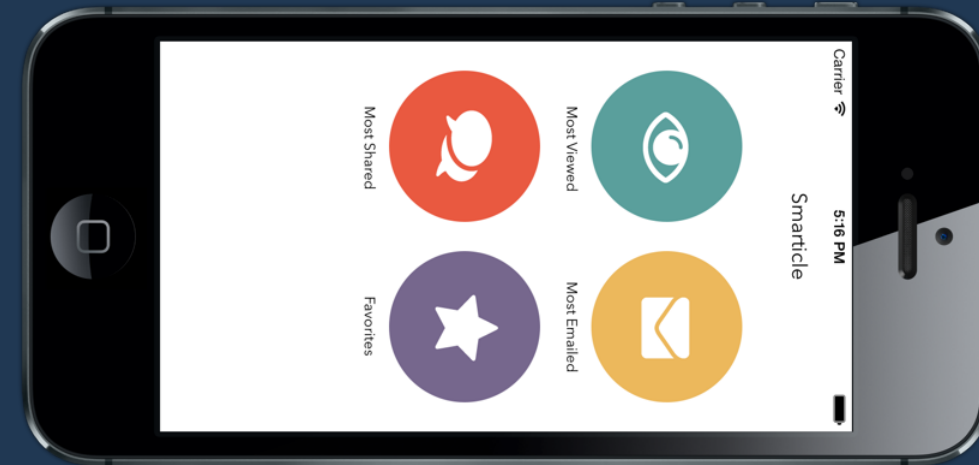 Carrier 5:16 PM
Smarticle
Most Viewed
Most Emailed
Most Shared
Favorites